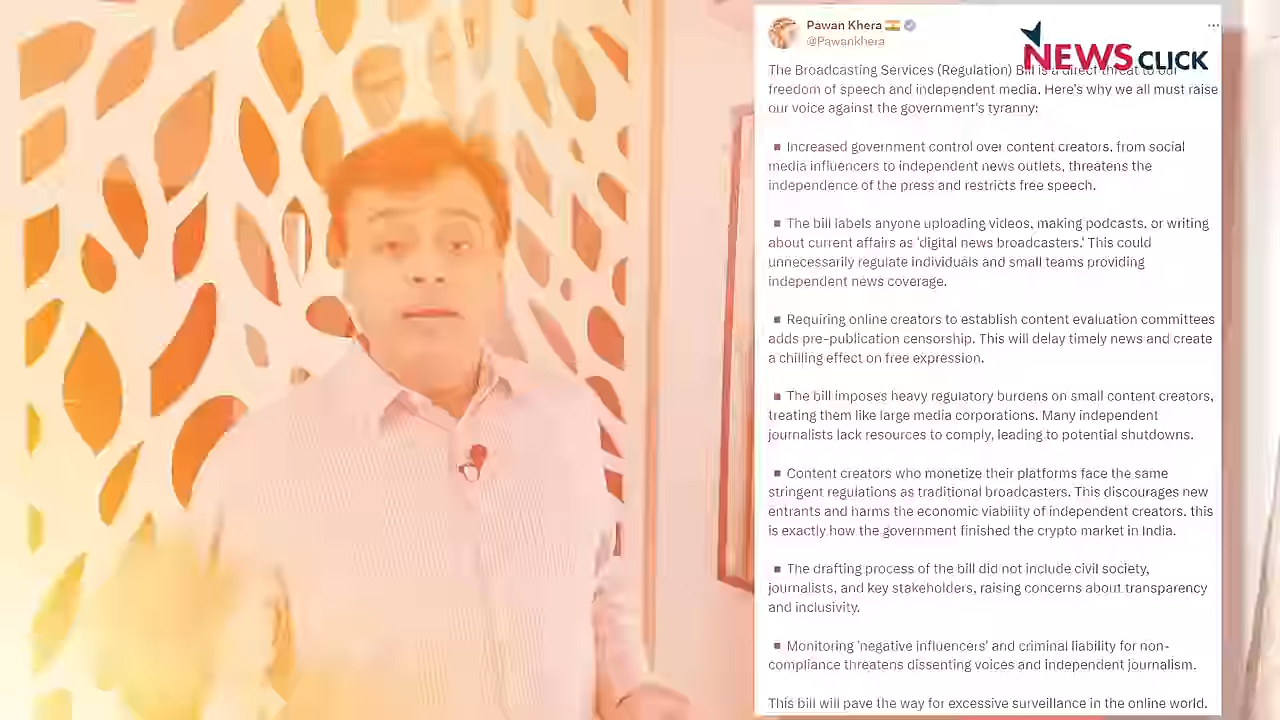 Pawan Khera
@Pawankhera
NEWS CLICK
The Broadcasting Services (Regulation) Bill is a direct threat to our
freedom of speech and independent media. Here's why we all must raise
our voice against the government's tyranny:
▪ Increased government control over content creators, from social
media influencers to independent news outlets, threatens the
independence of the press and restricts free speech.
▪ The bill labels anyone uploading videos, making podcasts, or writing
about current affairs as 'digital news broadcasters.' This could
unnecessarily regulate individuals and small teams providing
independent news coverage.
▪ Requiring online creators to establish content evaluation committees
adds pre-publication censorship. This will delay timely news and create
a chilling effect on free expression.
▪ The bill imposes heavy regulatory burdens on small content creators,
treating them like large media corporations. Many independent
journalists lack resources to comply, leading to potential shutdowns.
▪ Content creators who monetize their platforms face the same
stringent regulations as traditional broadcasters. This discourages new
entrants and harms the economic viability of independent creators. this
is exactly how the government finished the crypto market in India.
▪ The drafting process of the bill did not include civil society,
journalists, and key stakeholders, raising concerns about transparency
and inclusivity.
▪ Monitoring 'negative influencers' and criminal liability for non-
compliance threatens dissenting voices and independent journalism.
This bill will pave the way for excessive surveillance in the online world.